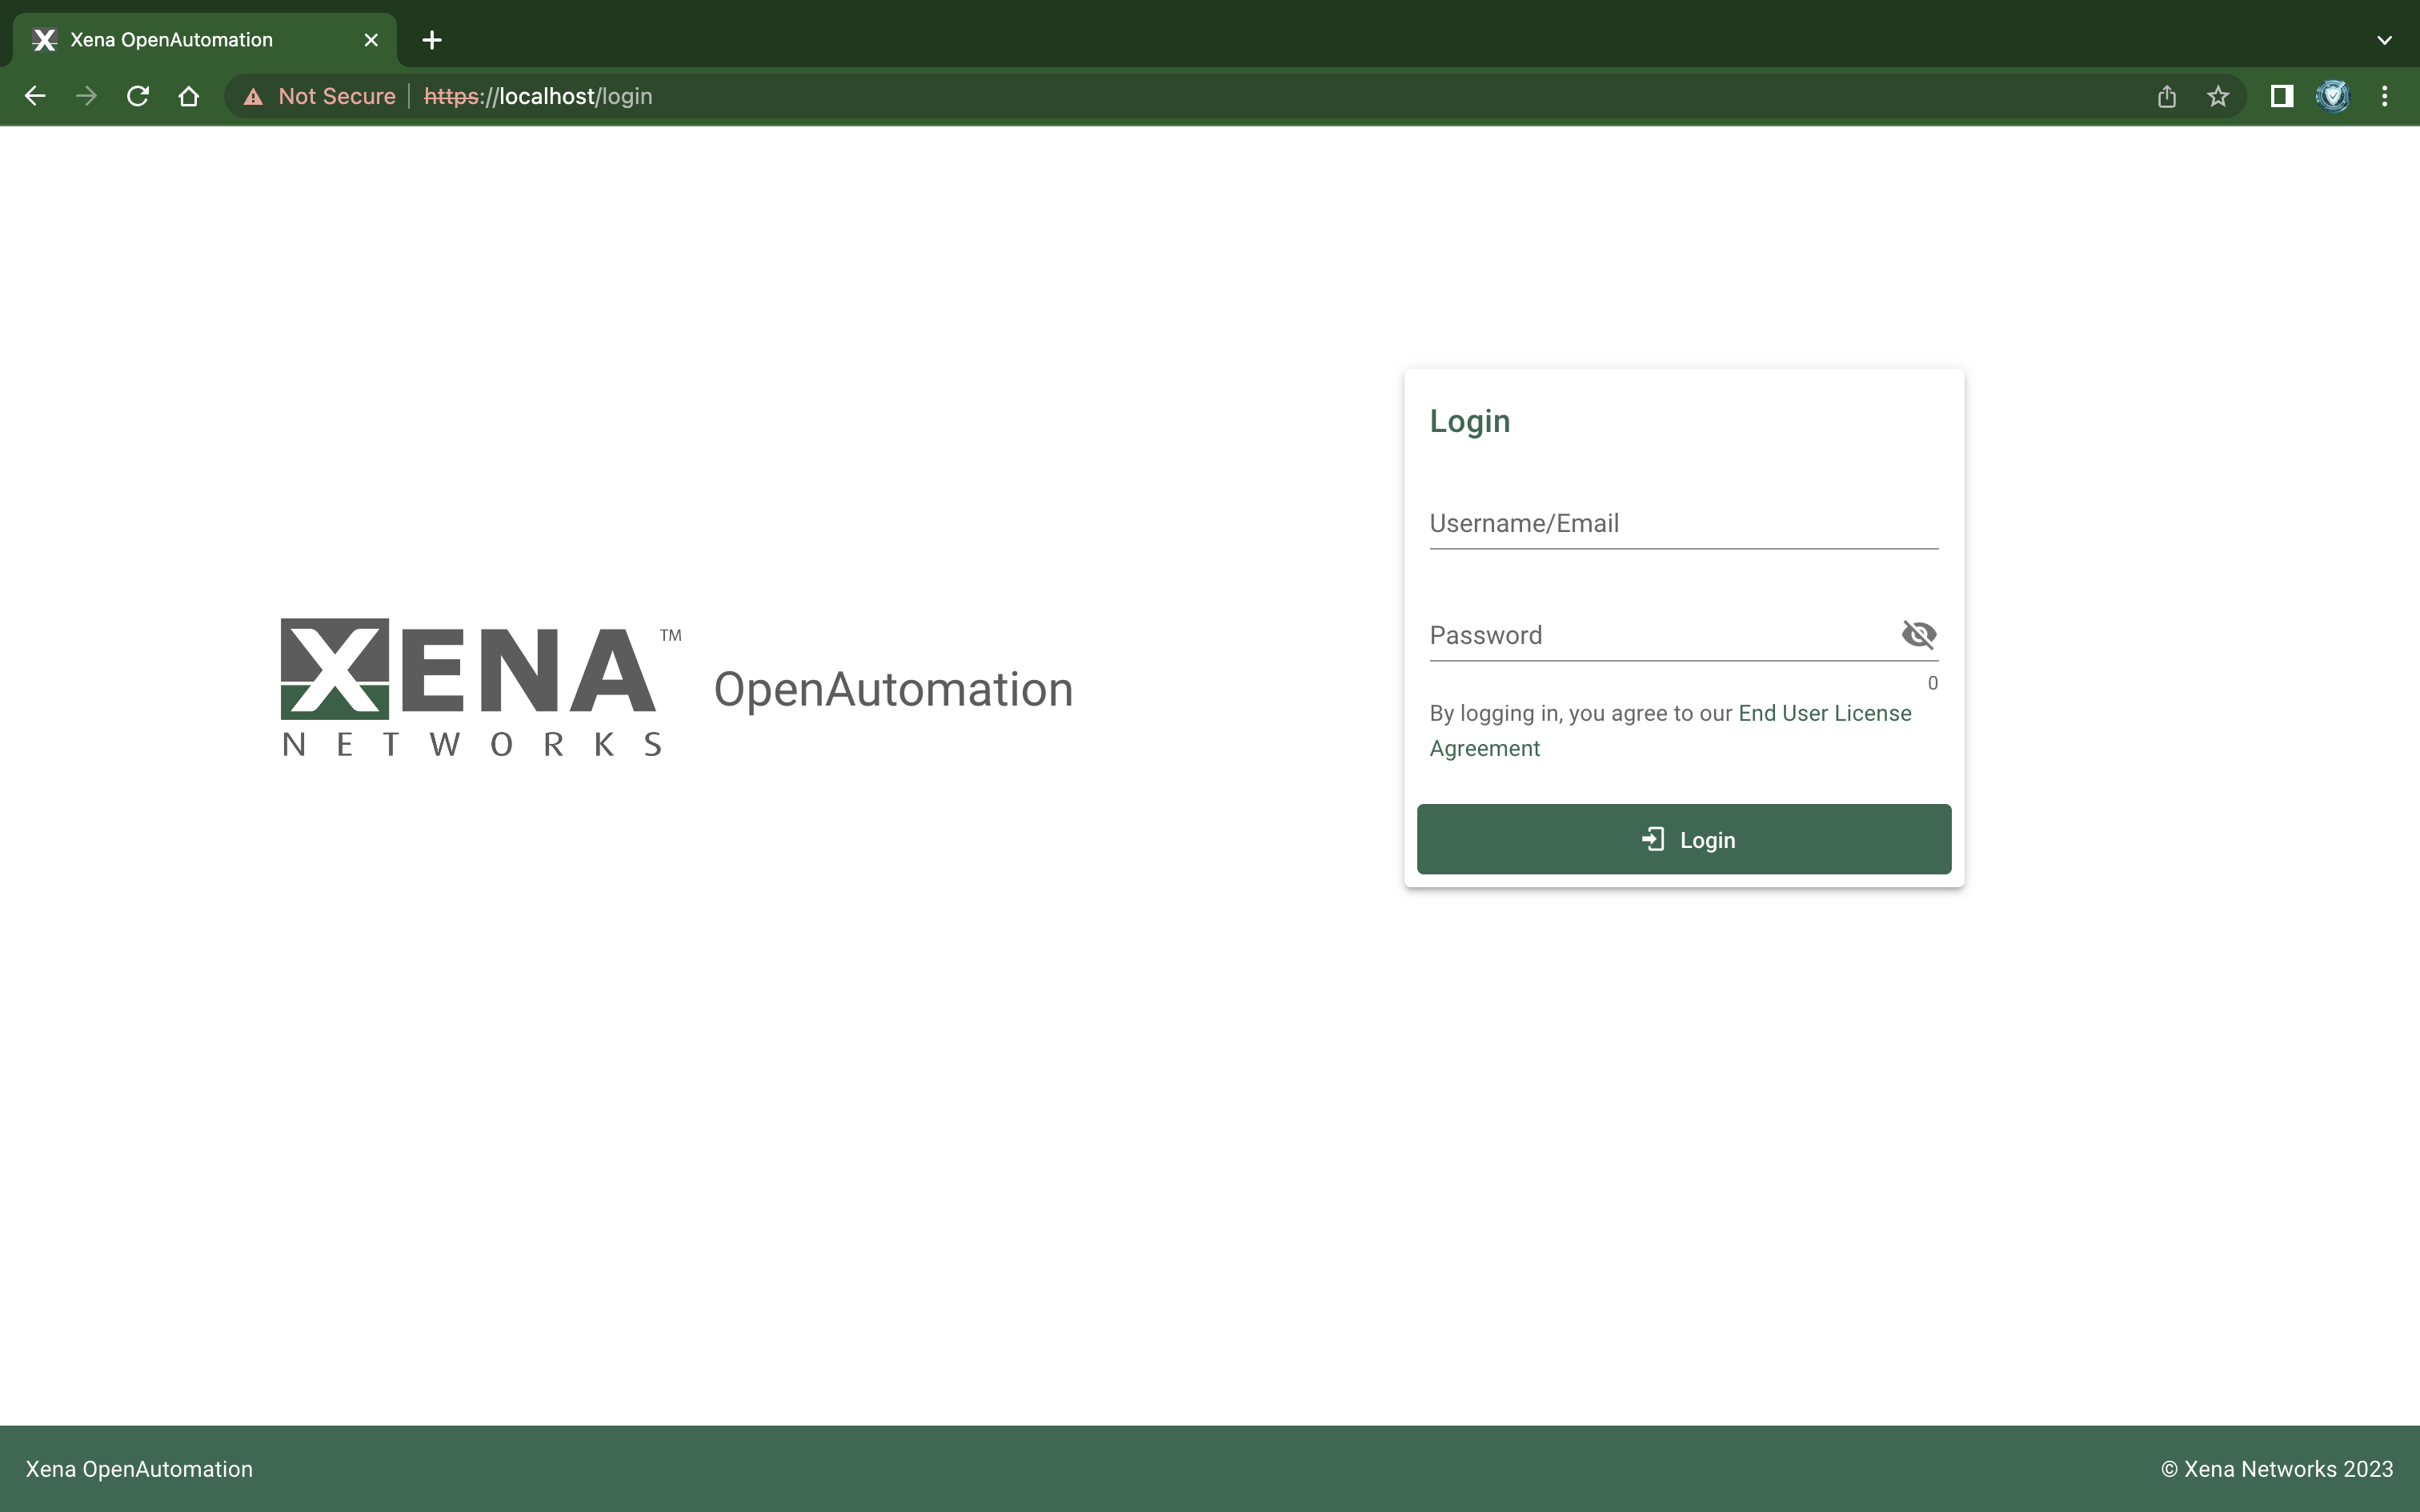 Xena OpenAutomation
Not Secure https://localhost/login
Login
Username/Email
Password
0
By logging in, you agree to our End User License
Agreement
Login
XENA™
NETWORKS
OpenAutomation
Xena OpenAutomation
© Xena Networks 2023